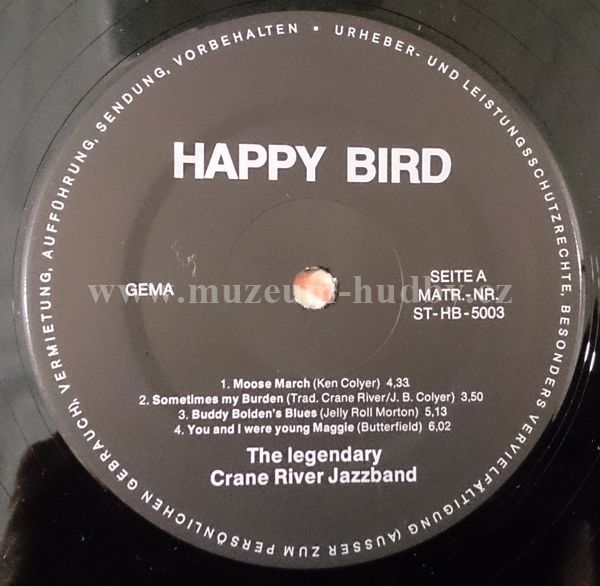 URHEBER- UND LEISTUNGSSCHUTZRECHTE, BESONDERS VERVIELFÄLTIGUNG (AUSSER ZUM PERSÖNLICHEN GEBRAUCH), VERMIETUNG, AUFFÜHRUNG, SENDUNG, VORBEHALTEN •
HAPPY BIRD
GEMA
SEITE A
MATR.-NR.
ST-HB-5003
www.muzeum-hudby.cz
1. Moose March (Ken Colyer) 4,33
2. Sometimes my Burden (Trad. Crane River/J. B. Colyer) 3,50
3. Buddy Bolden's Blues (Jelly Roll Morton) 5,13
4. You and I were young Maggie (Butterfield) 6,02
The legendary
Crane River Jazzband